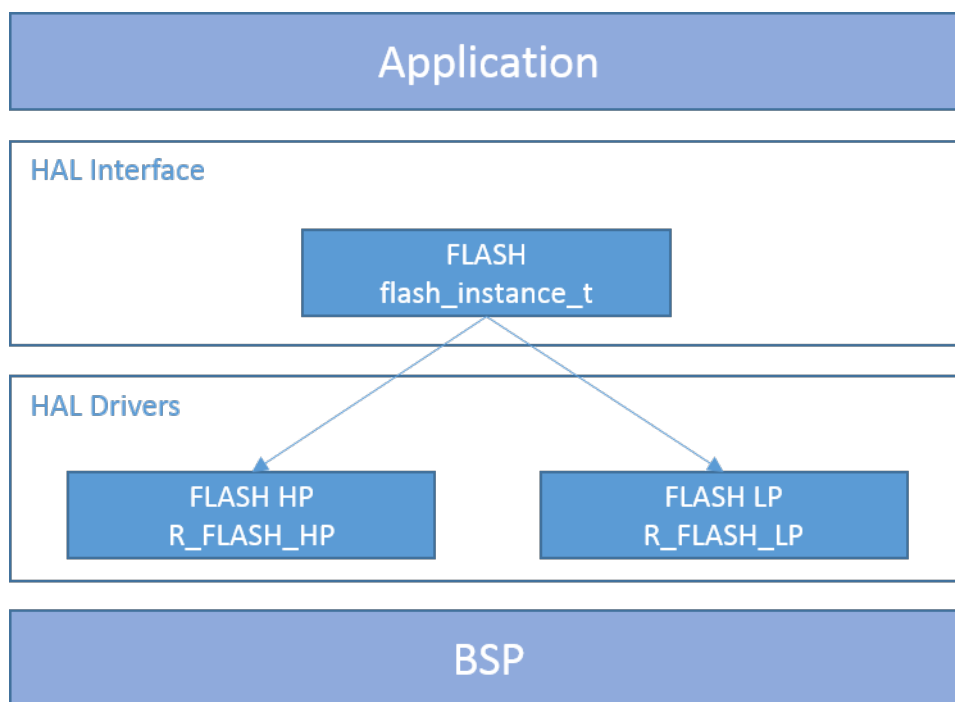 Application
HAL Interface
FLASH
flash_instance_t
HAL Drivers
FLASH HP
R_FLASH_HP
FLASH LP
R_FLASH_LP
BSP